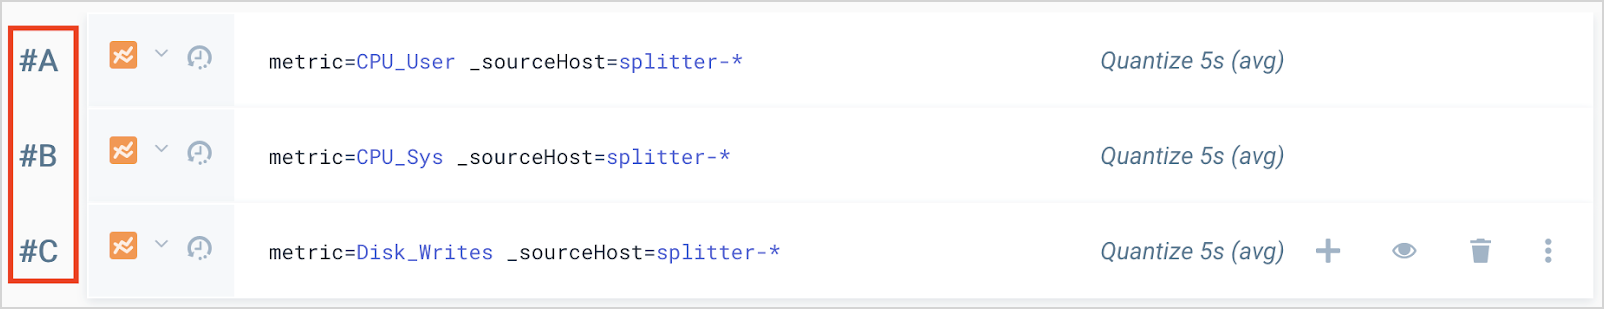 #A metric=CPU_User _sourceHost=splitter-* Quantize 5s (avg)
#B metric=CPU_Sys _sourceHost=splitter-* Quantize 5s (avg)
#C metric=Disk_Writes _sourceHost=splitter-* Quantize 5s (avg)